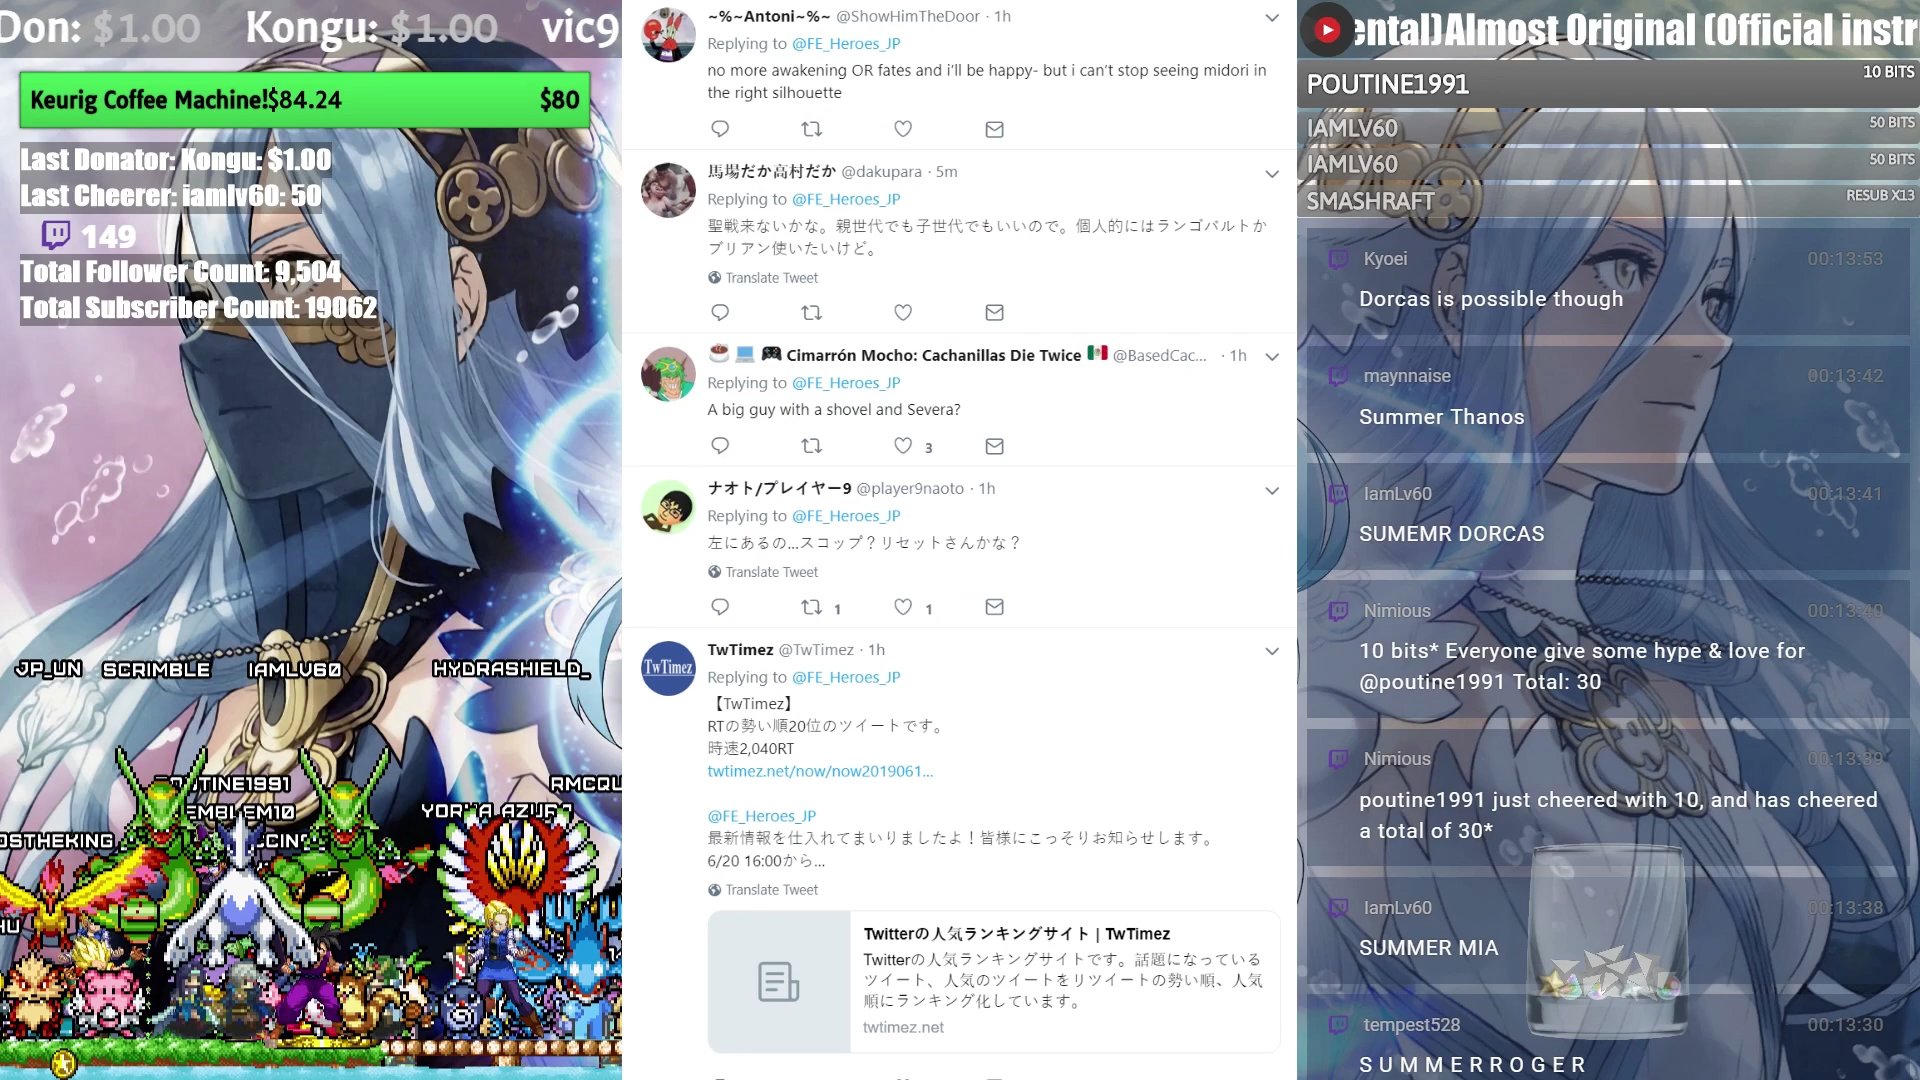 Don: $1.00 Kongu: $1.00 vic9
Keurig Coffee Machine!$84.24 $80
Last Donator: Kongu: $1.00
Last Cheerer: iamlv60: 50
149
Total Follower Count: 9,504
Total Subscriber Count: 19062
JP_UN SCRIMBLE IAMLV60 HYDRASHIELD_
~%~Antoni~%~ @ShowHimTheDoor · 1h
Replying to @FE_Heroes_JP
no more awakening OR fates and i'll be happy- but i can't stop seeing midori in
the right silhouette
馬場だか高村だか @dakupara · 5m
Replying to @FE_Heroes_JP
聖戦来ないかな。親世代でも子世代でもいいので。個人的にはランゴバルトか
ブリアン使いたいけど。
Translate Tweet
Cimarrón Mocho: Cachanillas Die Twice @BasedCac... · 1h
Replying to @FE_Heroes_JP
A big guy with a shovel and Severa?
3
ナオト/プレイヤー9 @player9naoto · 1h
Replying to @FE_Heroes_JP
左にあるの...スコップ？リセットさんかな？
Translate Tweet
1 1
TwTimez
TwTimez @TwTimez · 1h
Replying to @FE_Heroes_JP
【TwTimez】
RTの勢い順20位のツイートです。
時速2,040RT
twtimez.net/now/now2019061...
@FE_Heroes_JP
最新情報を仕入れてまいりましたよ！皆様にこっそりお知らせします。
6/20 16:00から...
Translate Tweet
Twitterの人気ランキングサイト | TwTimez
Twitterの人気ランキングサイトです。話題になっている
ツイート、人気のツイートをリツイートの勢い順、人気
順にランキング化しています。
twtimez.net
ental)Almost Original (Official instr
POUTINE1991 10 BITS
IAMLV60 50 BITS
IAMLV60 50 BITS
SMASHRAFT RESUB X13
Kyoei 00:13:53
Dorcas is possible though
maynnaise 00:13:42
Summer Thanos
IamLv60 00:13:41
SUMEMR DORCAS
Nimious 00:13:40
10 bits* Everyone give some hype & love for
@poutine1991 Total: 30
Nimious 00:13:39
poutine1991 just cheered with 10, and has cheered
a total of 30*
IamLv60 00:13:38
SUMMER MIA
tempest528 00:13:30
S U M M E R R O G E R